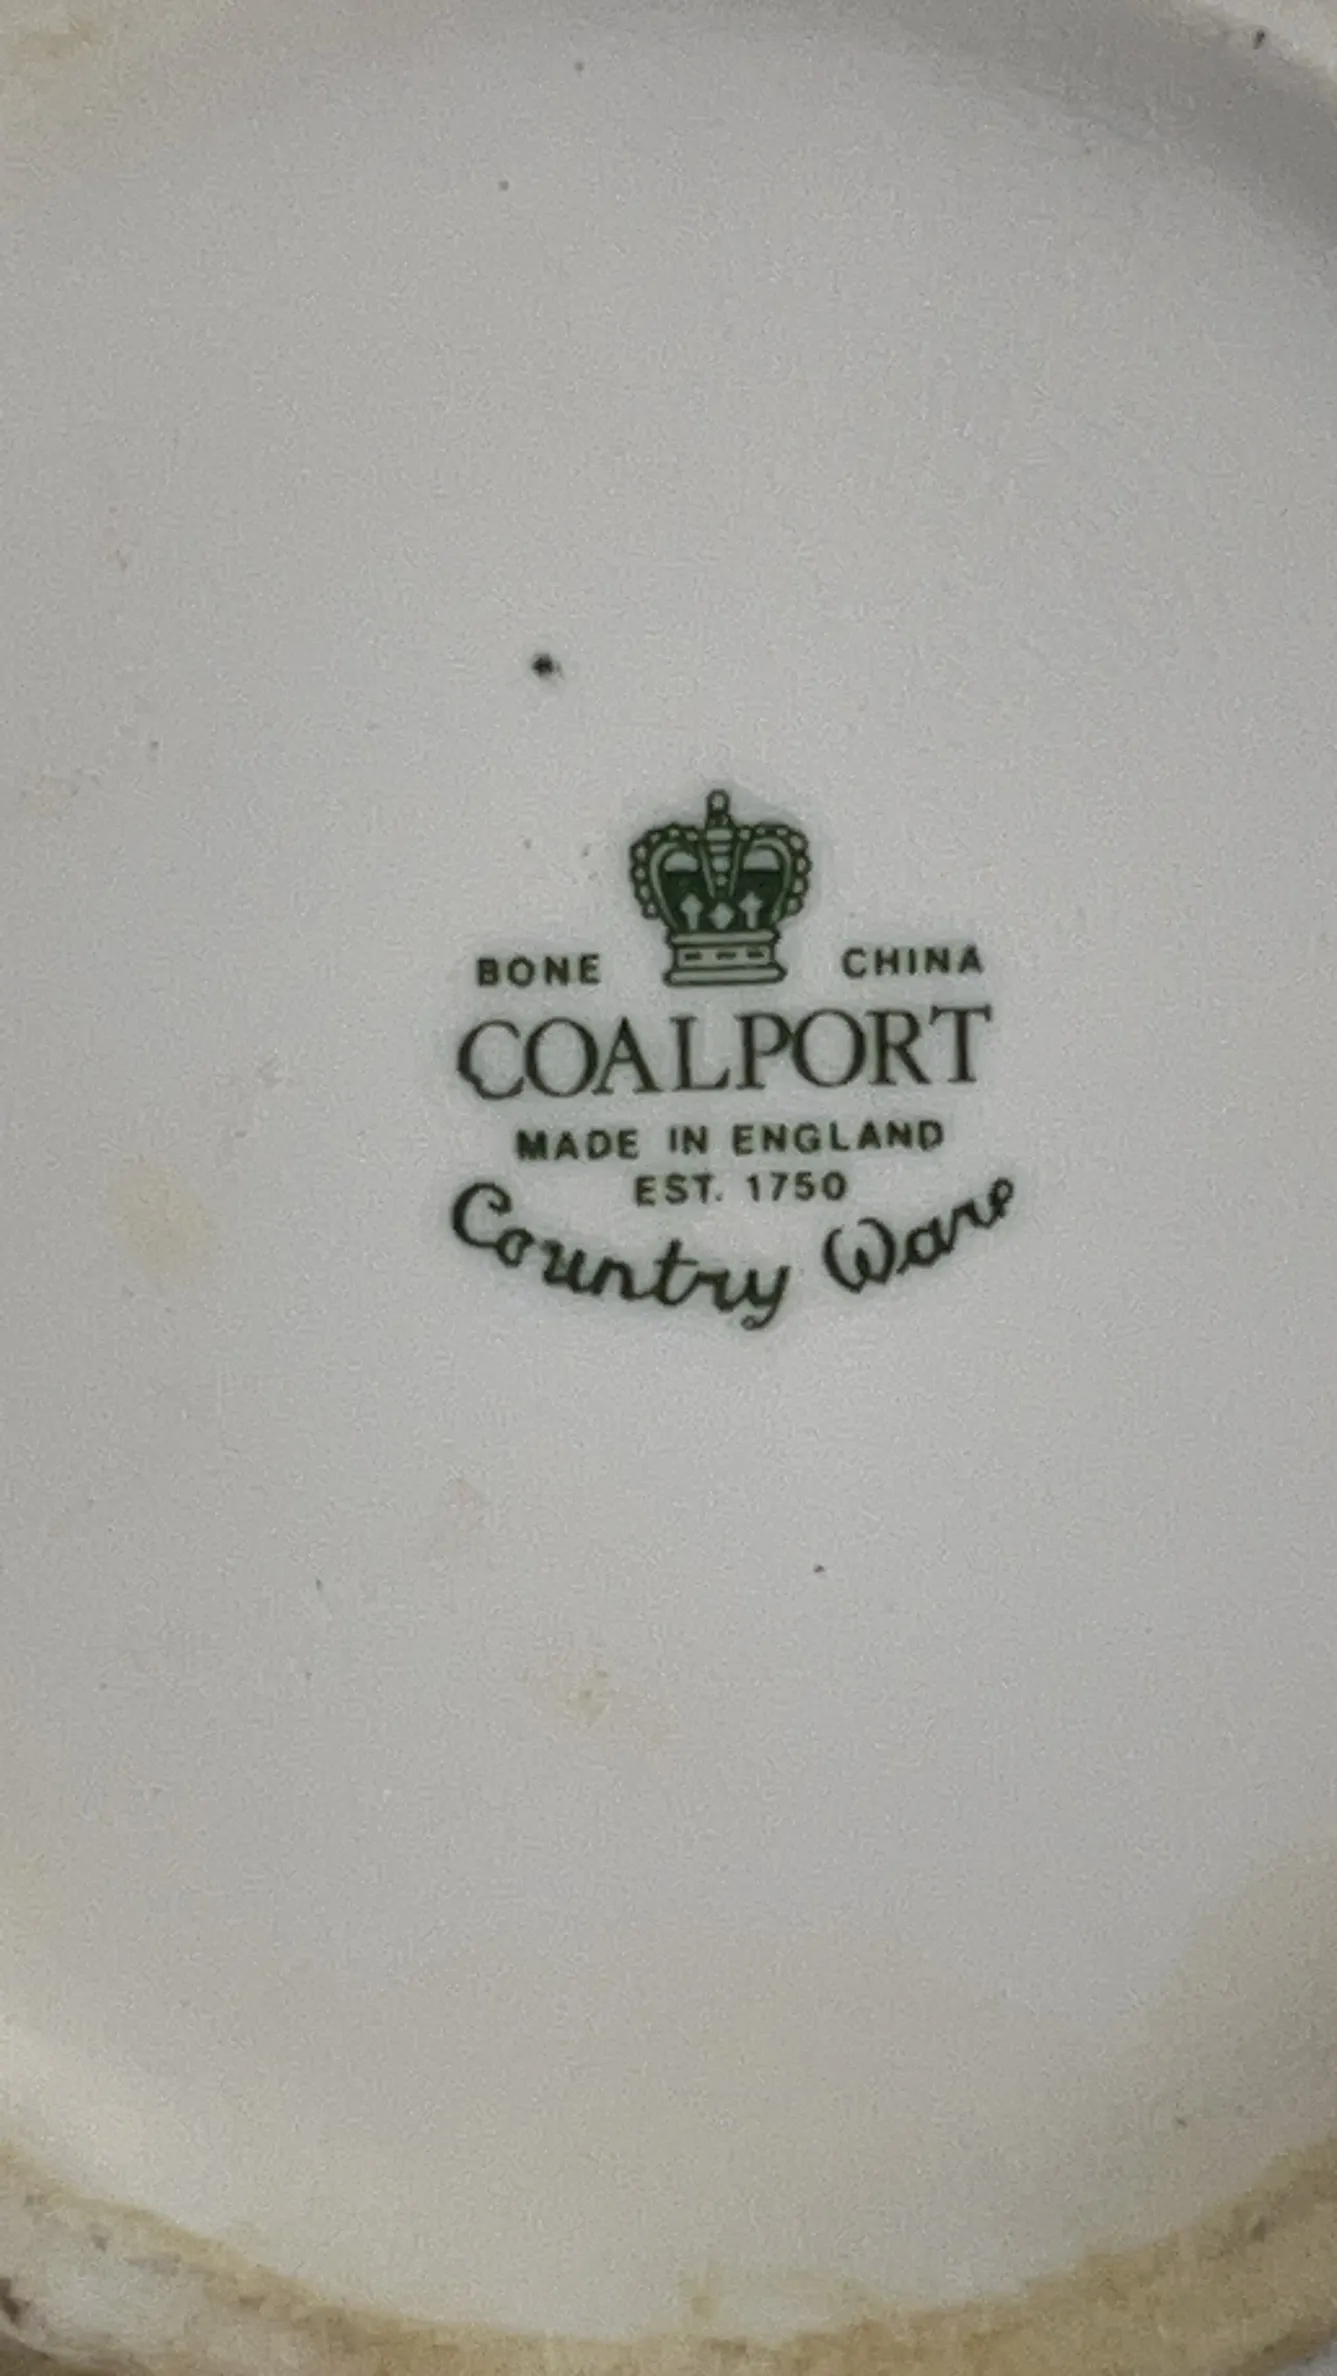 BONE CHINA
COALPORT
MADE IN ENGLAND
EST. 1750
Country Ware